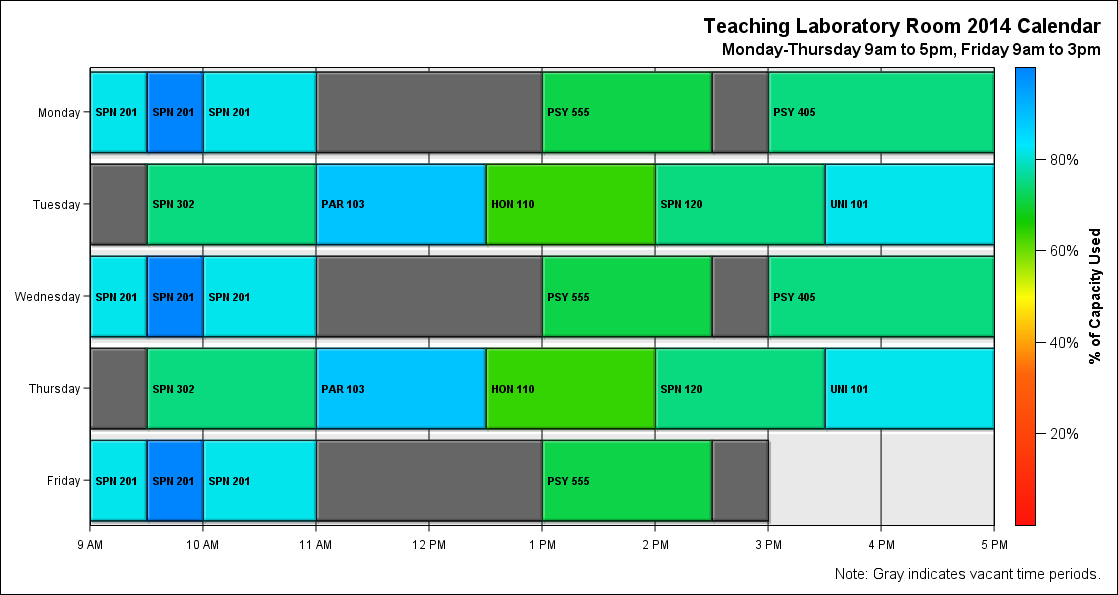 Teaching Laboratory Room 2014 Calendar
Monday-Thursday 9am to 5pm, Friday 9am to 3pm
Monday SPN 201 SPN 201 SPN 201 PSY 555 PSY 405
Tuesday SPN 302 PAR 103 HON 110 SPN 120 UNI 101
Wednesday SPN 201 SPN 201 SPN 201 PSY 555 PSY 405
Thursday SPN 302 PAR 103 HON 110 SPN 120 UNI 101
Friday SPN 201 SPN 201 SPN 201 PSY 555
9 AM 10 AM 11 AM 12 PM 1 PM 2 PM 3 PM 4 PM 5 PM
80%
60%
40%
20%
% of Capacity Used
Note: Gray indicates vacant time periods.